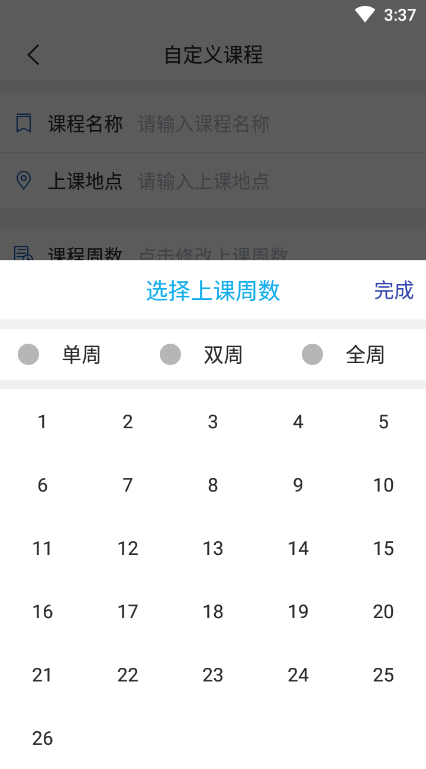 3:37
自定义课程
课程名称 请输入课程名称
上课地点 请输入上课地点
课程周数 点击修改上课周数
选择上课周数 完成
单周 双周 全周
1 2 3 4 5
6 7 8 9 10
11 12 13 14 15
16 17 18 19 20
21 22 23 24 25
26